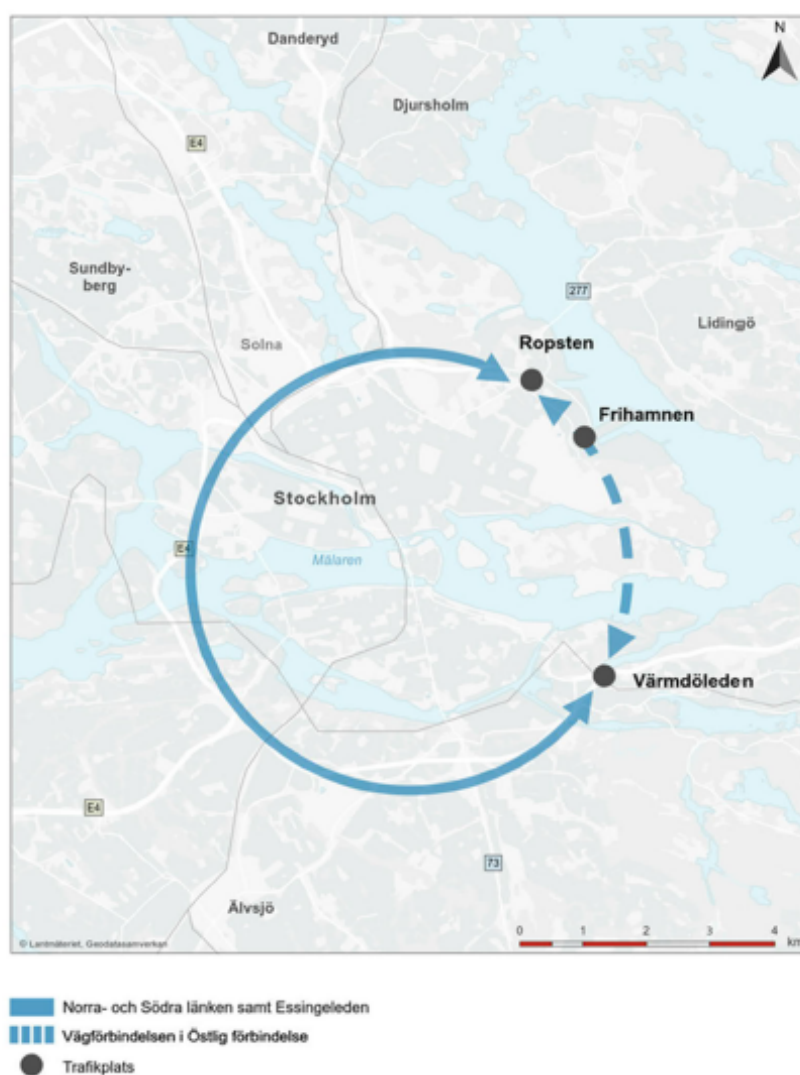 N
Danderyd
Djursholm
E4
Sundby-
berg
277
Lidingö
Solna
Ropsten
Frihamnen
Stockholm
E4
Mälaren
Värmdöleden
E4
73
Älvsjö
© Lantmäteriet, Geodatasamverkan
0 1 2 3 4
km
Norra- och Södra länken samt Essingeleden
Vägförbindelsen i Östlig förbindelse
Trafikplats